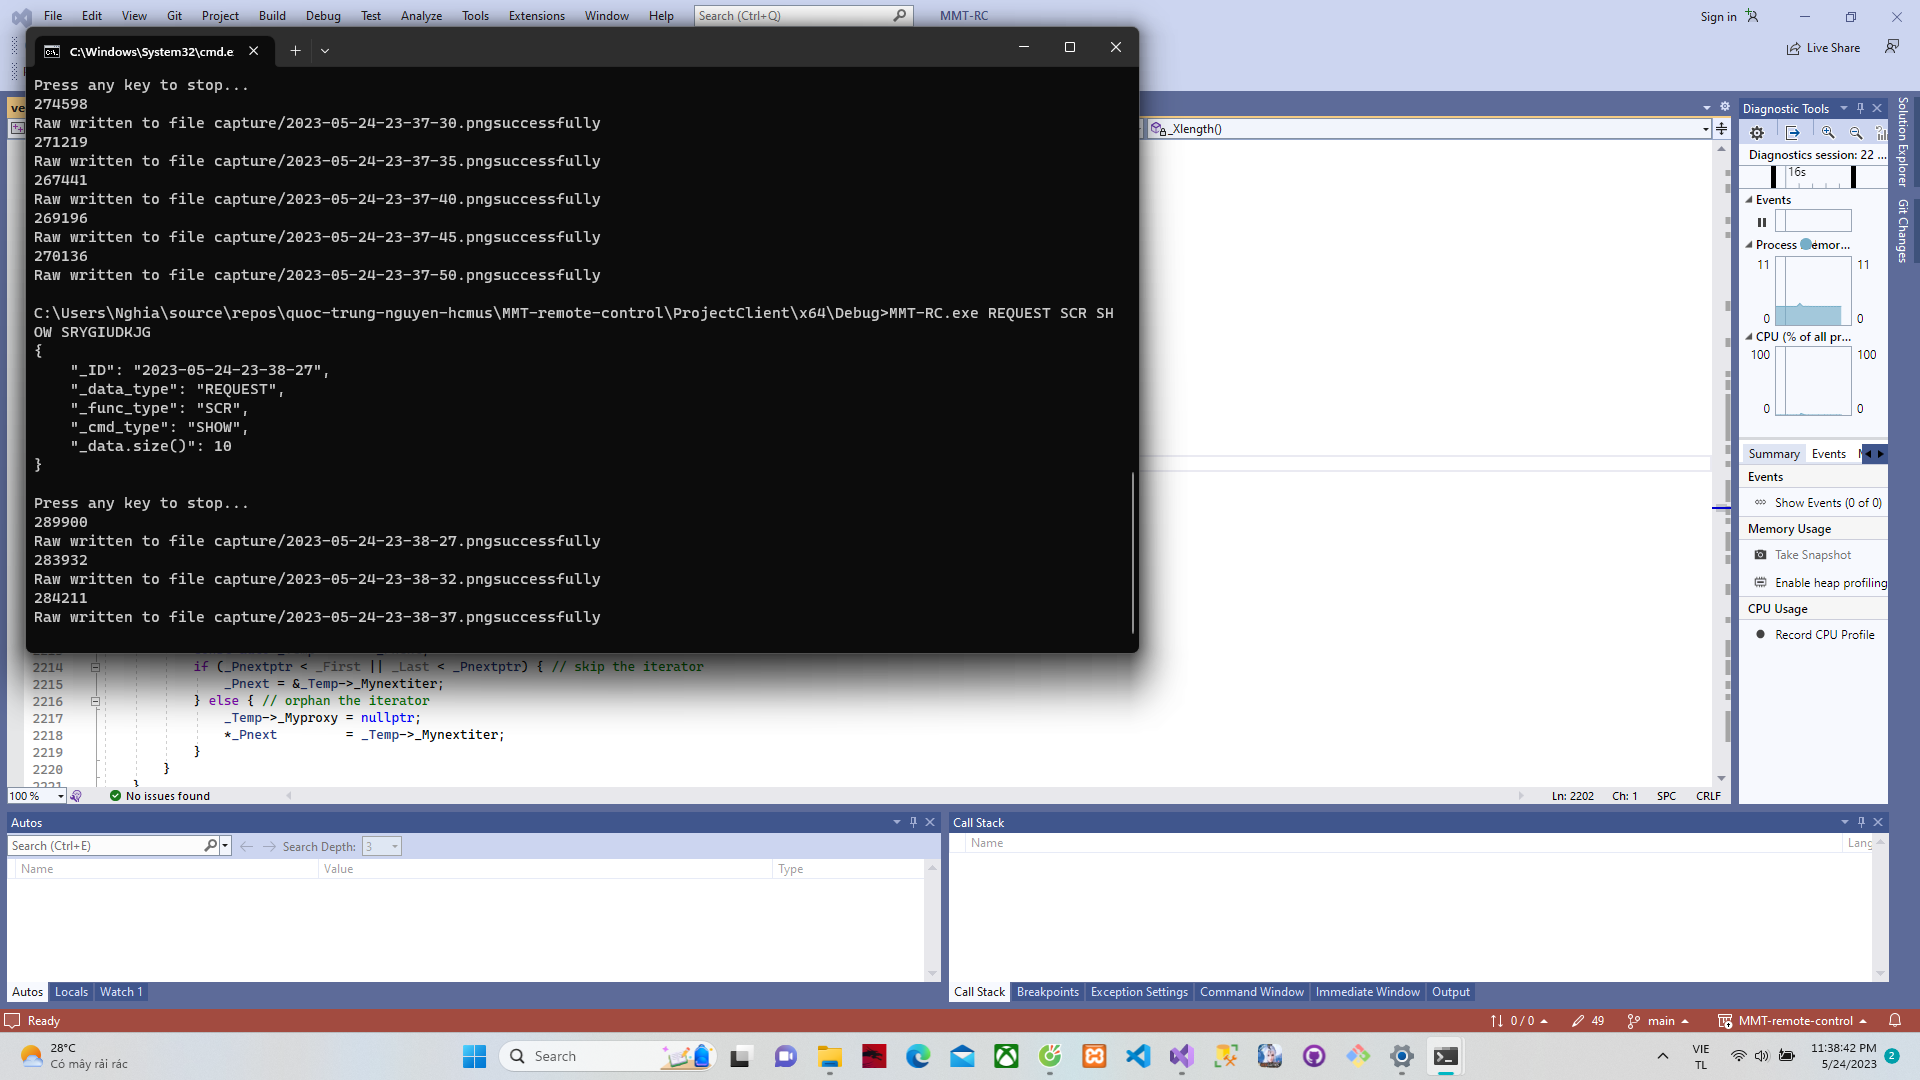 File Edit View Git Project Build Debug Test Analyze Tools Extensions Window Help Search (Ctrl+Q) MMT-RC Sign in
Live Share
C:\Windows\System32\cmd.e
Press any key to stop...
274598
Raw written to file capture/2023-05-24-23-37-30.pngsuccessfully
271219
Raw written to file capture/2023-05-24-23-37-35.pngsuccessfully
267441
Raw written to file capture/2023-05-24-23-37-40.pngsuccessfully
269196
Raw written to file capture/2023-05-24-23-37-45.pngsuccessfully
270136
Raw written to file capture/2023-05-24-23-37-50.pngsuccessfully
C:\Users\Nghia\source\repos\quoc-trung-nguyen-hcmus\MMT-remote-control\ProjectClient\x64\Debug>MMT-RC.exe REQUEST SCR SH
OW SRYGIUDKJG
{
"_ID": "2023-05-24-23-38-27",
"_data_type": "REQUEST",
"_func_type": "SCR",
"_cmd_type": "SHOW",
"_data.size()": 10
}
Press any key to stop...
289900
Raw written to file capture/2023-05-24-23-38-27.pngsuccessfully
283932
Raw written to file capture/2023-05-24-23-38-32.pngsuccessfully
284211
Raw written to file capture/2023-05-24-23-38-37.pngsuccessfully
ve
_Xlength()
2214 if (_Pnextptr < _First || _Last < _Pnextptr) { // skip the iterator
2215 _Pnext = &_Temp->_Mynextiter;
2216 } else { // orphan the iterator
2217 _Temp->_Myproxy = nullptr;
2218 *_Pnext = _Temp->_Mynextiter;
2219 }
2220 }
2221 }
100 % No issues found Ln: 2202 Ch: 1 SPC CRLF
Diagnostic Tools
Diagnostics session: 22 ...
16s
Events
Process
emor...
11 11
0 0
CPU (% of all pr...
100 100
0 0
Summary Events
Events
Show Events (0 of 0)
Memory Usage
Take Snapshot
Enable heap profiling
CPU Usage
Record CPU Profile
Solution Explorer
Git Changes
Autos
Search (Ctrl+E) Search Depth: 3
Name Value Type
Autos Locals Watch 1
Call Stack
Name Lang
Call Stack Breakpoints Exception Settings Command Window Immediate Window Output
Ready 0 / 0 49 main MMT-remote-control
28°C
Có mây rải rác
Search
VIE
TL
11:38:42 PM
5/24/2023
2